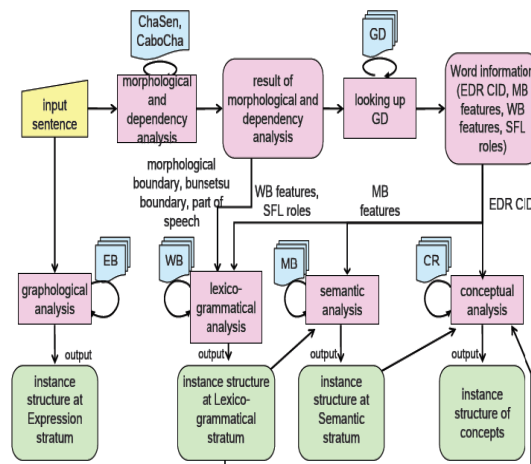 ChaSen,
CaboCha
GD
input
sentence
morphological
and
dependency
analysis
result of
morphological and
dependency
analysis
looking up
GD
Word information
(EDR CID, MB
features, WB
features, SFL
roles)
morphological
boundary, bunsetsu
boundary, part of
speech
WB features,
SFL roles
MB
features
EDR CID
EB
WB
MB
CR
graphological
analysis
lexico-
grammatical
analysis
semantic
analysis
conceptual
analysis
output
output
output
output
instance
structure at
Expression
stratum
instance structure
at Lexico-
grammatical
stratum
instance
structure at
Semantic
stratum
instance
structure of
concepts